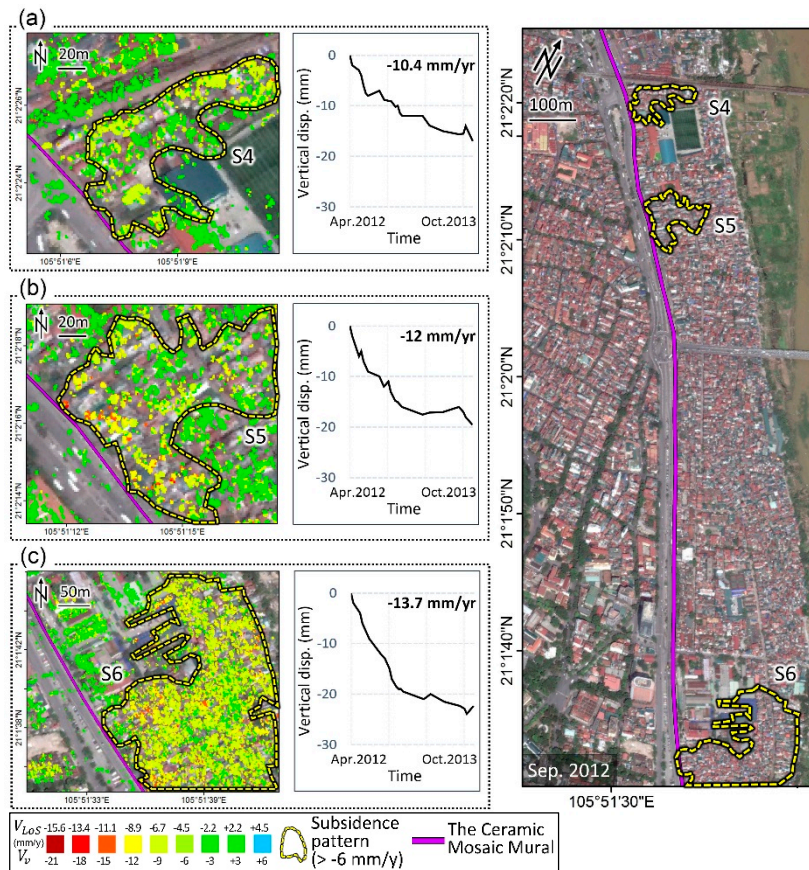 (a)
N
20m
21°2'26"N
21°2'24"N
S4
105°51'6"E
105°51'9"E
-10.4 mm/yr
Vertical disp. (mm)
0
-10
-20
-30
Apr.2012
Oct.2013
Time
(b)
N
20m
21°2'18"N
21°2'16"N
21°2'14"N
S5
105°51'12"E
105°51'15"E
-12 mm/yr
Vertical disp. (mm)
0
-10
-20
-30
Apr.2012
Oct.2013
Time
(c)
N
50m
21°1'42"N
21°1'38"N
S6
105°51'33"E
105°51'39"E
-13.7 mm/yr
Vertical disp. (mm)
0
-10
-20
-30
Apr.2012
Oct.2013
Time
N
100m
21°2'20"N
21°2'10"N
21°2'0"N
21°1'50"N
21°1'40"N
S4
S5
S6
Sep. 2012
105°51'30"E
V_LoS -15.6 -13.4 -11.1 -8.9 -6.7 -4.5 -2.2 +2.2 +4.5
(mm/y)
V_v -21 -18 -15 -12 -9 -6 -3 +3 +6
Subsidence
pattern
(> -6 mm/y)
The Ceramic
Mosaic Mural